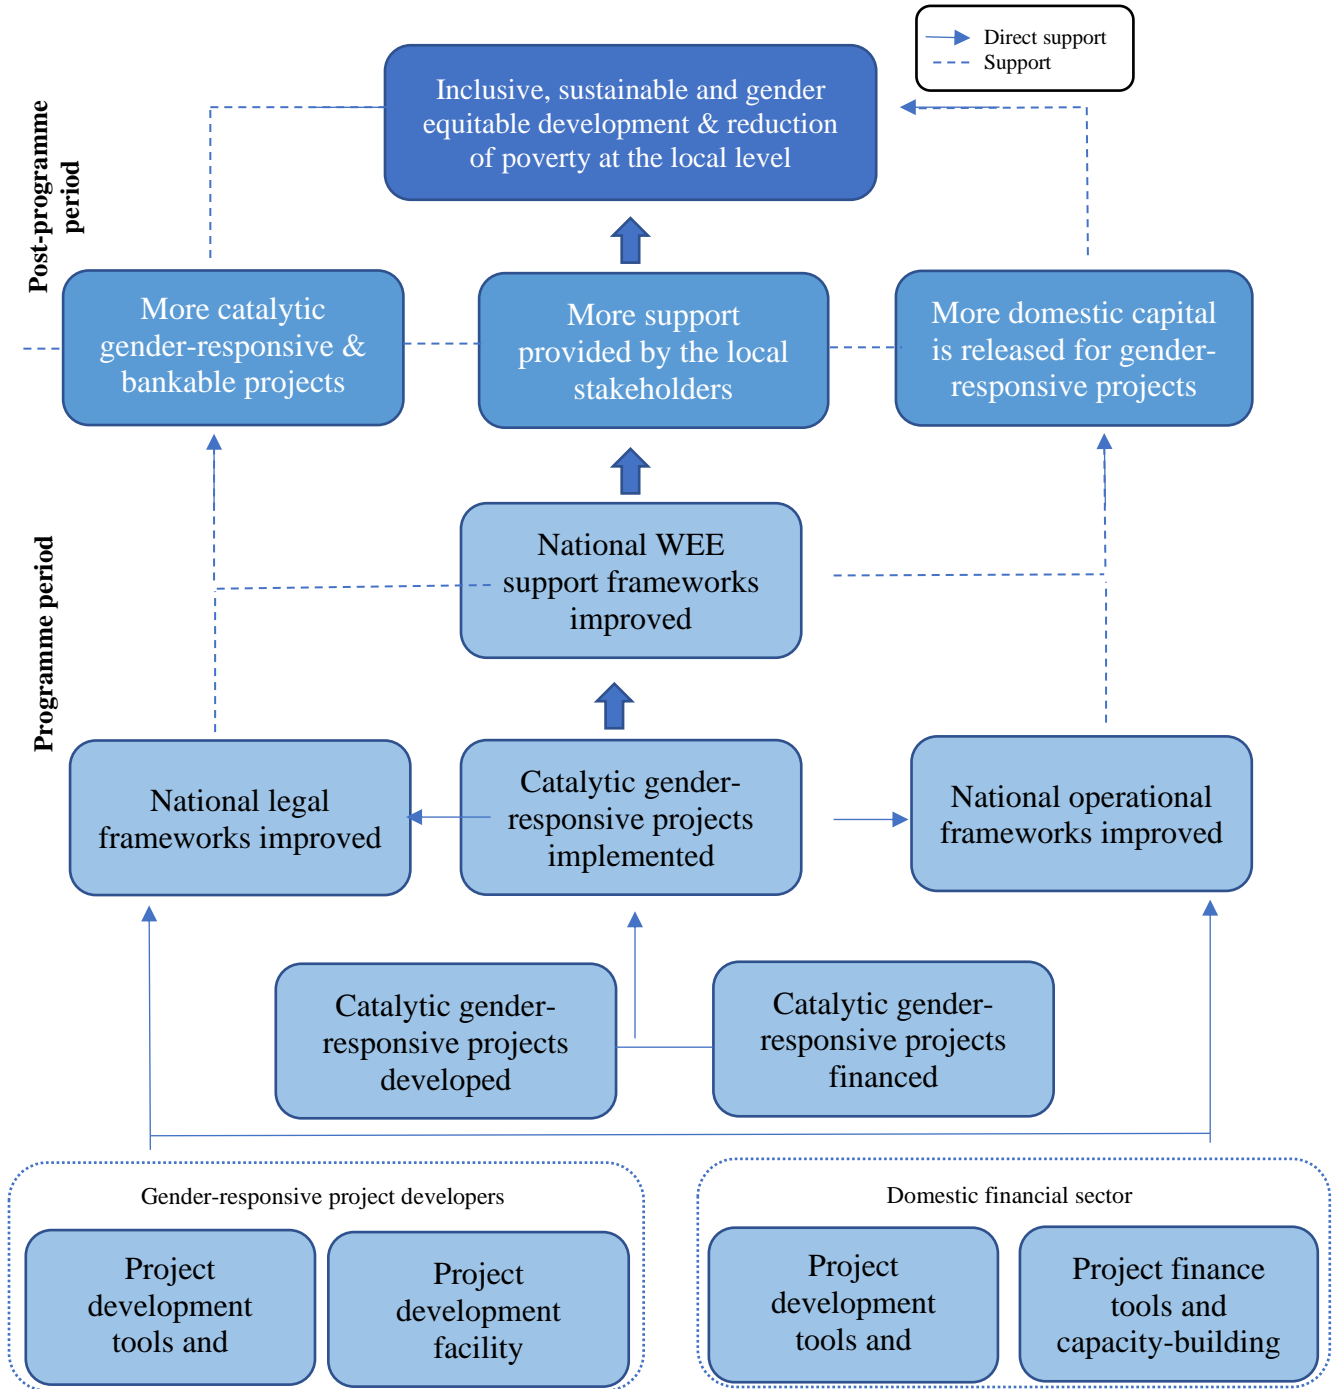 Direct support
Support
Inclusive, sustainable and gender
equitable development & reduction
of poverty at the local level
Post-programme
period
More catalytic
gender-responsive &
bankable projects
More support
provided by the local
stakeholders
More domestic capital
is released for gender-
responsive projects
Programme period
National WEE
support frameworks
improved
National legal
frameworks improved
Catalytic gender-
responsive projects
implemented
National operational
frameworks improved
Catalytic gender-
responsive projects
developed
Catalytic gender-
responsive projects
financed
Gender-responsive project developers
Project
development
tools and
Project
development
facility
Domestic financial sector
Project
development
tools and
Project finance
tools and
capacity-building